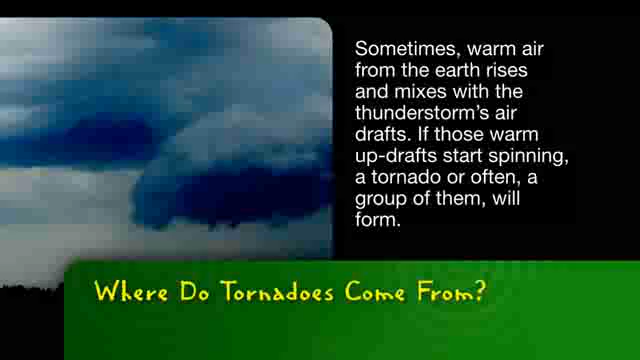 Sometimes, warm air
from the earth rises
and mixes with the
thunderstorm's air
drafts. If those warm
up-drafts start spinning,
a tornado or often, a
group of them, will
form.
Where Do Tornadoes Come From?